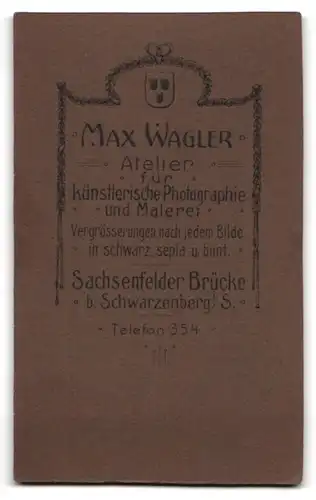 MAX WAGLER
Atelier
für
künstlerische Photographie
und Malerei
Vergrösserungen nach jedem Bilde
in schwarz, sepia u. bunt.
Sachsenfelder Brücke
b. Schwarzenberg i/S.
Telefon 354